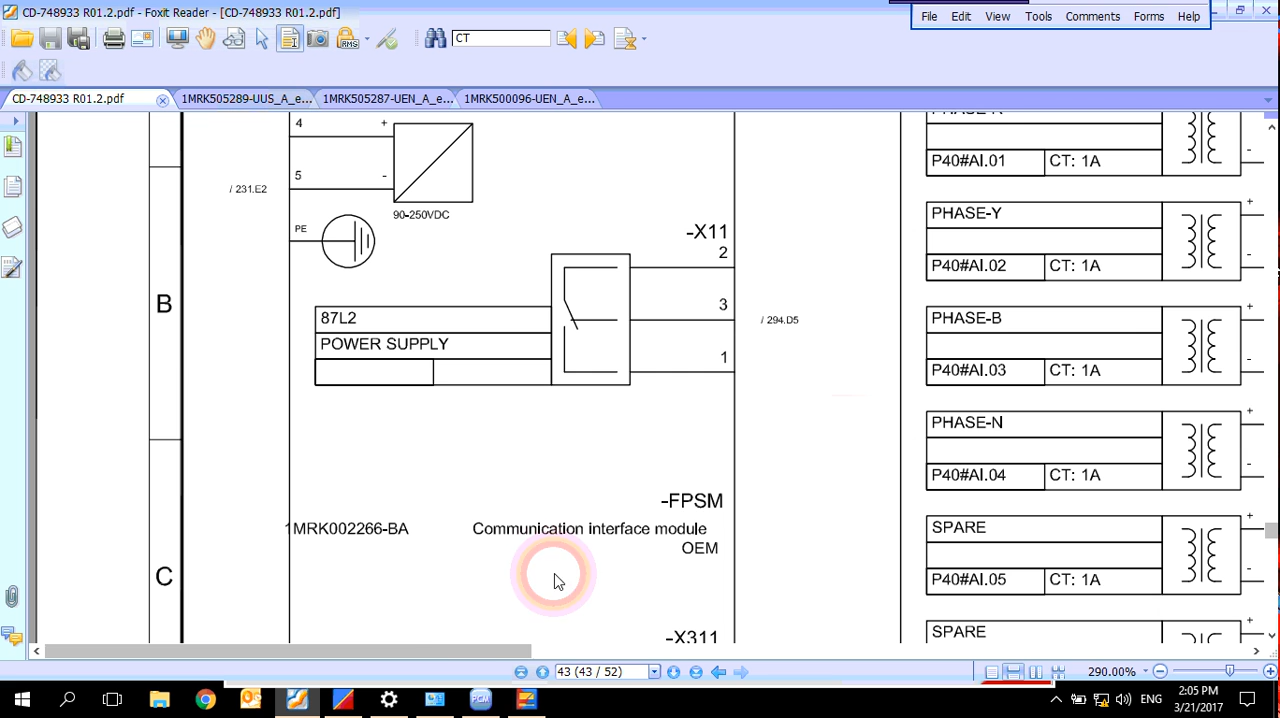 CD-748933 R01.2.pdf - Foxit Reader - [CD-748933 R01.2.pdf]
File Edit View Tools Comments Forms Help
RMS
CT
CD-748933 R01.2.pdf
1MRK505289-UUS_A_e...
1MRK505287-UEN_A_e...
1MRK500096-UEN_A_e...
4
+
5
-
/ 231.E2
90-250VDC
PE
B
-X11
2
3
/ 294.D5
1
87L2
POWER SUPPLY
-FPSM
1MRK002266-BA
Communication interface module
OEM
C
-X311
P40#AI.01 CT: 1A
-
PHASE-Y
+
P40#AI.02 CT: 1A
-
PHASE-B
+
P40#AI.03 CT: 1A
-
PHASE-N
+
P40#AI.04 CT: 1A
-
SPARE
+
P40#AI.05 CT: 1A
-
SPARE
+
43 (43 / 52)
290.00%
FCM
ENG
2:05 PM
3/21/2017